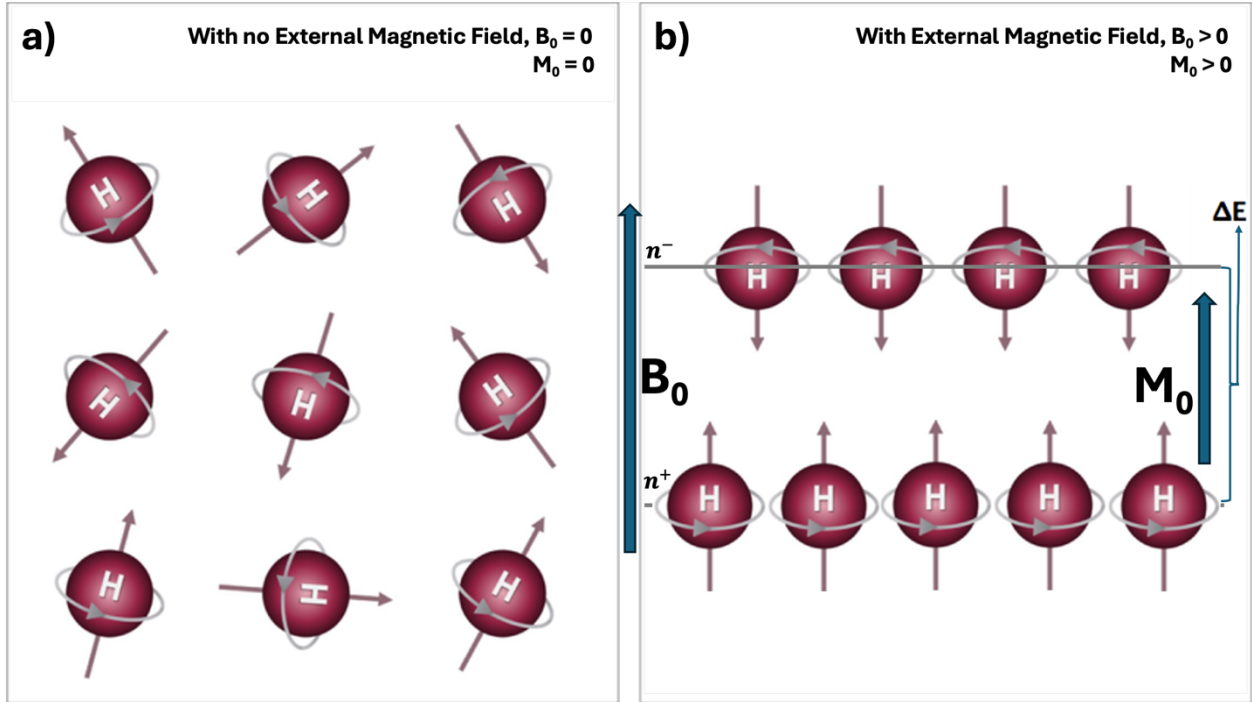 a)
With no External Magnetic Field, B₀ = 0
M₀ = 0
H H H
H H H
H H H
b)
With External Magnetic Field, B₀ > 0
M₀ > 0
ΔE
n⁻
H H H H
B₀
M₀
n⁺
H H H H H